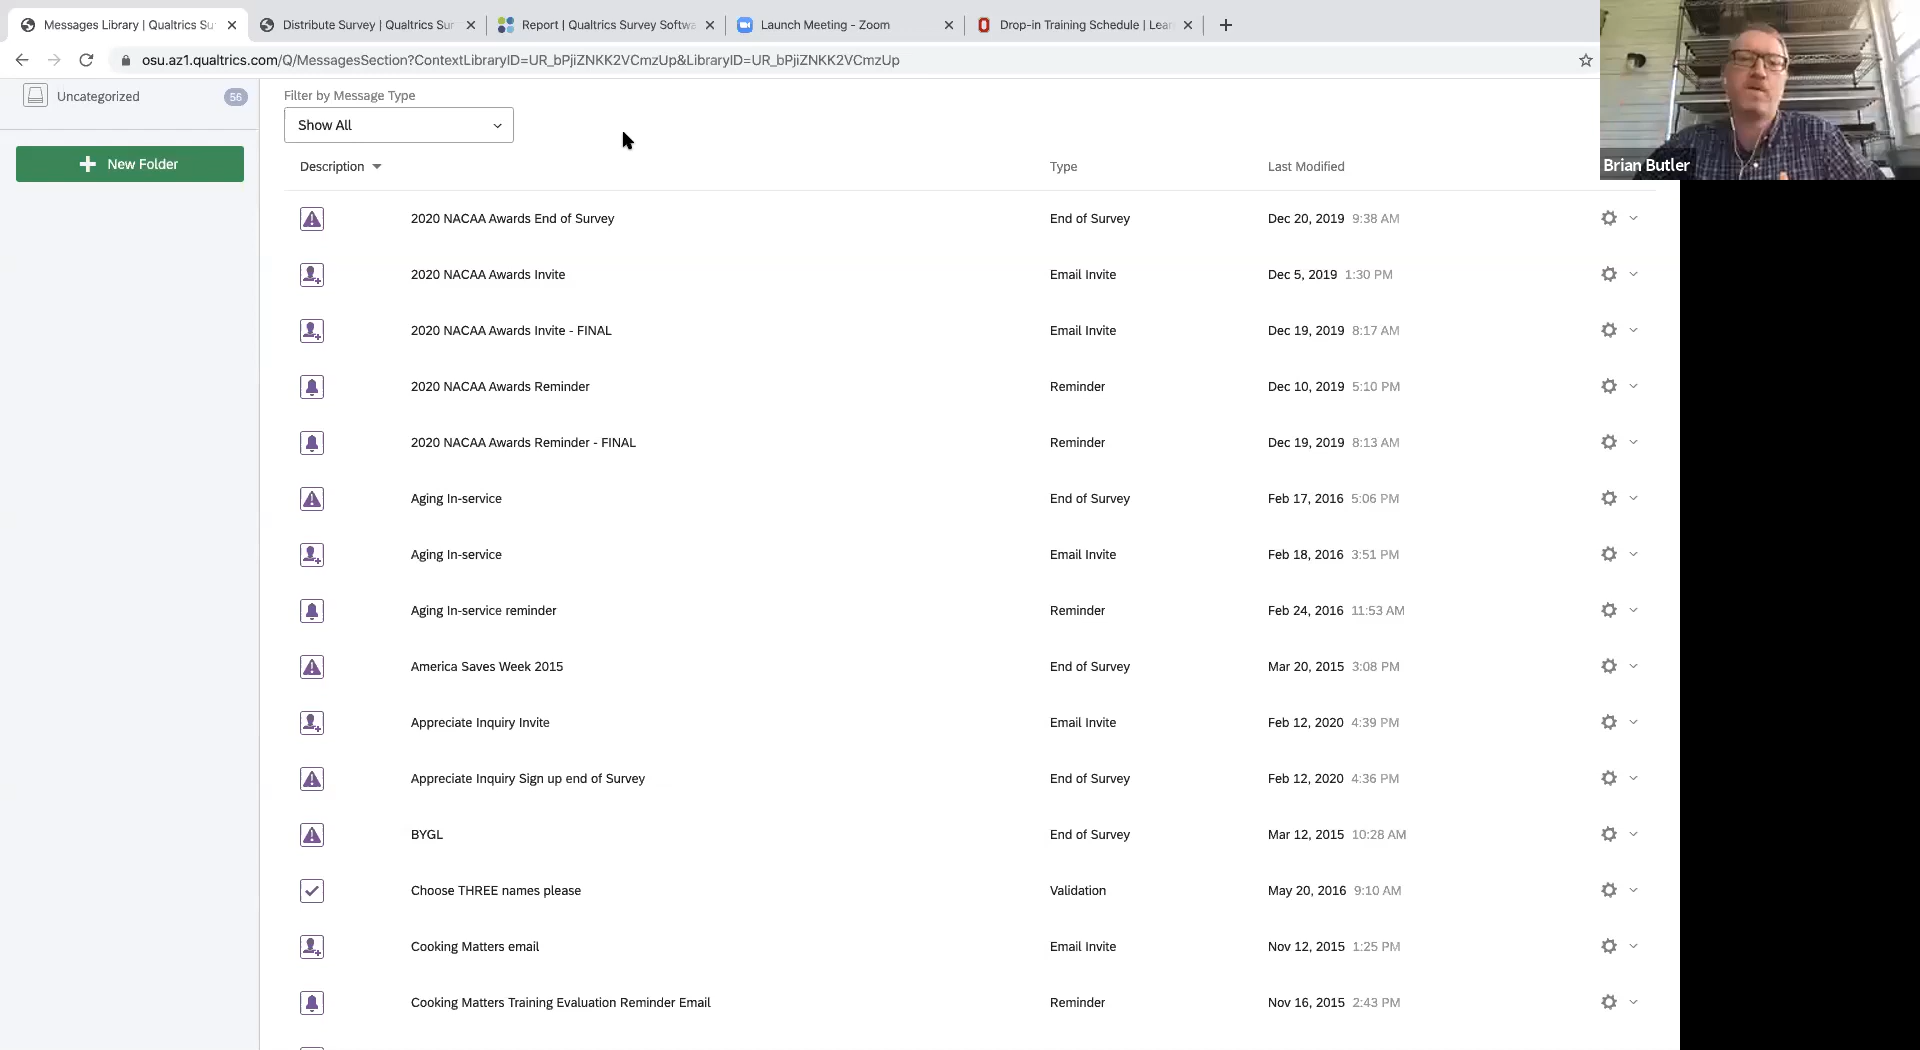 Messages Library | Qualtrics Su
Distribute Survey | Qualtrics Sur
Report | Qualtrics Survey Softwa
Launch Meeting - Zoom
Drop-in Training Schedule | Lear
osu.az1.qualtrics.com/Q/MessagesSection?ContextLibraryID=UR_bPjiZNKK2VCmzUp&LibraryID=UR_bPjiZNKK2VCmzUp
Uncategorized 56
New Folder
Filter by Message Type
Show All
Description Type Last Modified
2020 NACAA Awards End of Survey End of Survey Dec 20, 2019 9:38 AM
2020 NACAA Awards Invite Email Invite Dec 5, 2019 1:30 PM
2020 NACAA Awards Invite - FINAL Email Invite Dec 19, 2019 8:17 AM
2020 NACAA Awards Reminder Reminder Dec 10, 2019 5:10 PM
2020 NACAA Awards Reminder - FINAL Reminder Dec 19, 2019 8:13 AM
Aging In-service End of Survey Feb 17, 2016 5:06 PM
Aging In-service Email Invite Feb 18, 2016 3:51 PM
Aging In-service reminder Reminder Feb 24, 2016 11:53 AM
America Saves Week 2015 End of Survey Mar 20, 2015 3:08 PM
Appreciate Inquiry Invite Email Invite Feb 12, 2020 4:39 PM
Appreciate Inquiry Sign up end of Survey End of Survey Feb 12, 2020 4:36 PM
BYGL End of Survey Mar 12, 2015 10:28 AM
Choose THREE names please Validation May 20, 2016 9:10 AM
Cooking Matters email Email Invite Nov 12, 2015 1:25 PM
Cooking Matters Training Evaluation Reminder Email Reminder Nov 16, 2015 2:43 PM
Brian Butler